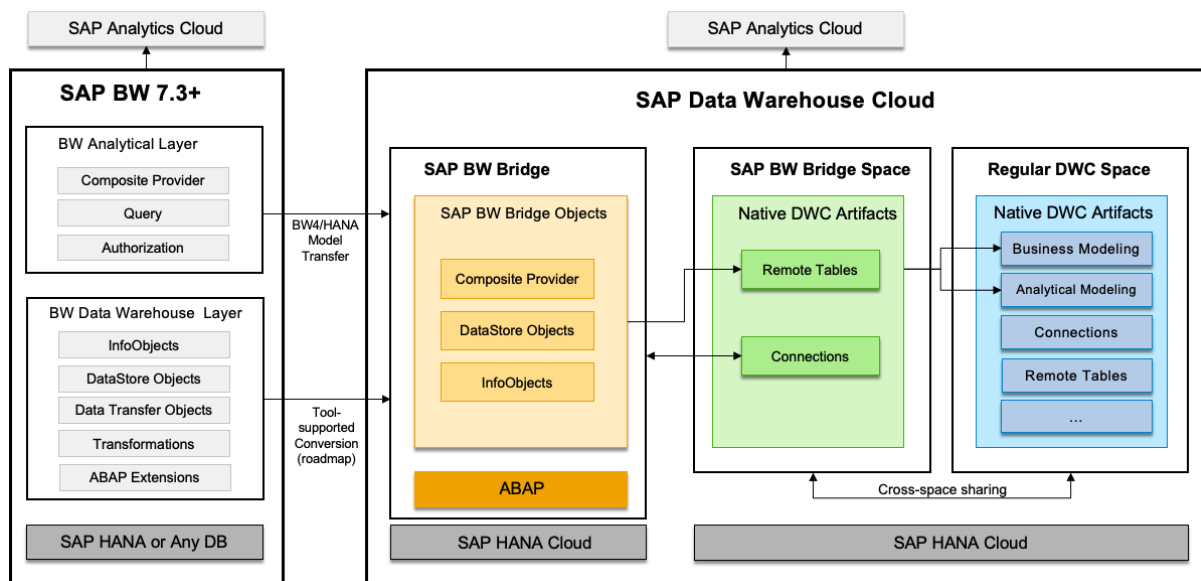 SAP Analytics Cloud
SAP Analytics Cloud
SAP BW 7.3+
BW Analytical Layer
Composite Provider
Query
Authorization
BW Data Warehouse Layer
InfoObjects
DataStore Objects
Data Transfer Objects
Transformations
ABAP Extensions
SAP HANA or Any DB
BW4/HANA
Model
Transfer
Tool-
supported
Conversion
(roadmap)
SAP Data Warehouse Cloud
SAP BW Bridge
SAP BW Bridge Objects
Composite Provider
DataStore Objects
InfoObjects
ABAP
SAP HANA Cloud
SAP BW Bridge Space
Native DWC Artifacts
Remote Tables
Connections
Regular DWC Space
Native DWC Artifacts
Business Modeling
Analytical Modeling
Connections
Remote Tables
...
Cross-space sharing
SAP HANA Cloud